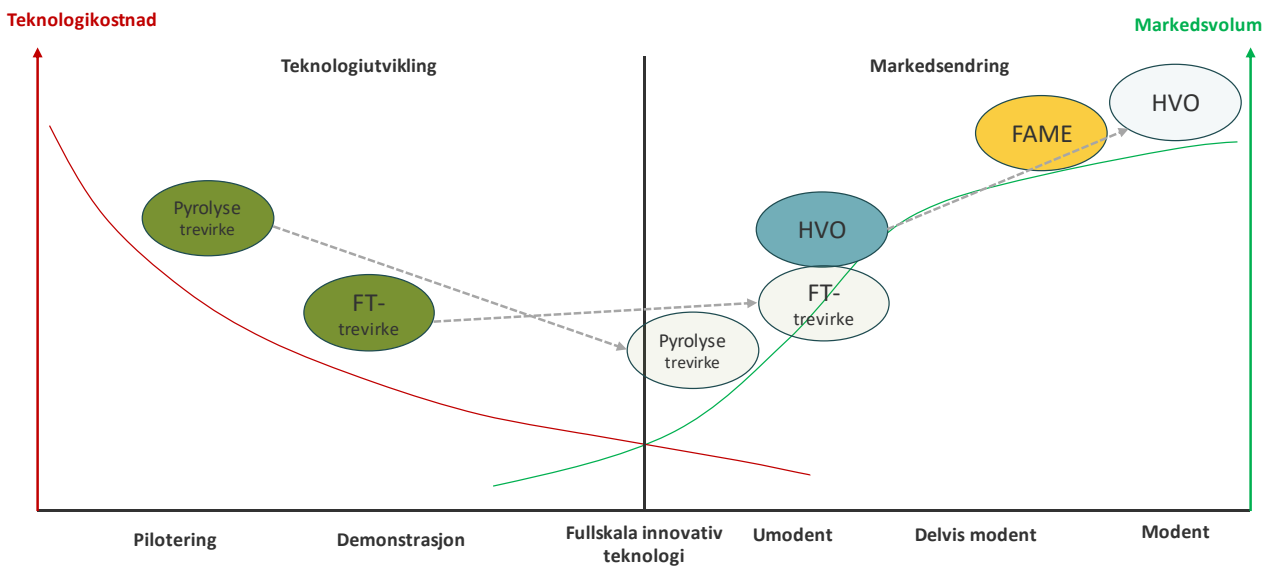 Teknologikostnad
Markedsvolum
Teknologiutvikling
Markedsendring
HVO
FAME
Pyrolyse
trevirke
HVO
FT-
trevirke
FT-
trevirke
Pyrolyse
trevirke
Pilotering
Demonstrasjon
Fullskala innovativ
teknologi
Umodent
Delvis modent
Modent